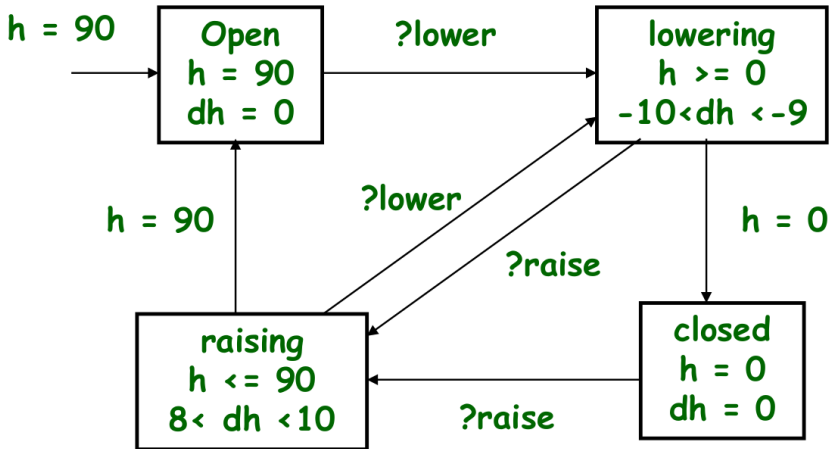 h = 90
Open
h = 90
dh = 0
?lower
lowering
h >= 0
-10<dh <-9
?lower
h = 90
h = 0
?raise
raising
h <= 90
8< dh <10
?raise
closed
h = 0
dh = 0